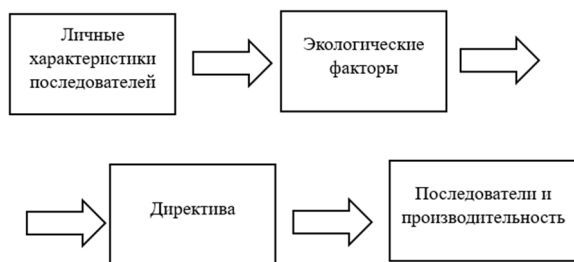 Личные
характеристики
последователей
Экологические
факторы
Директива
Последователи и
производительность